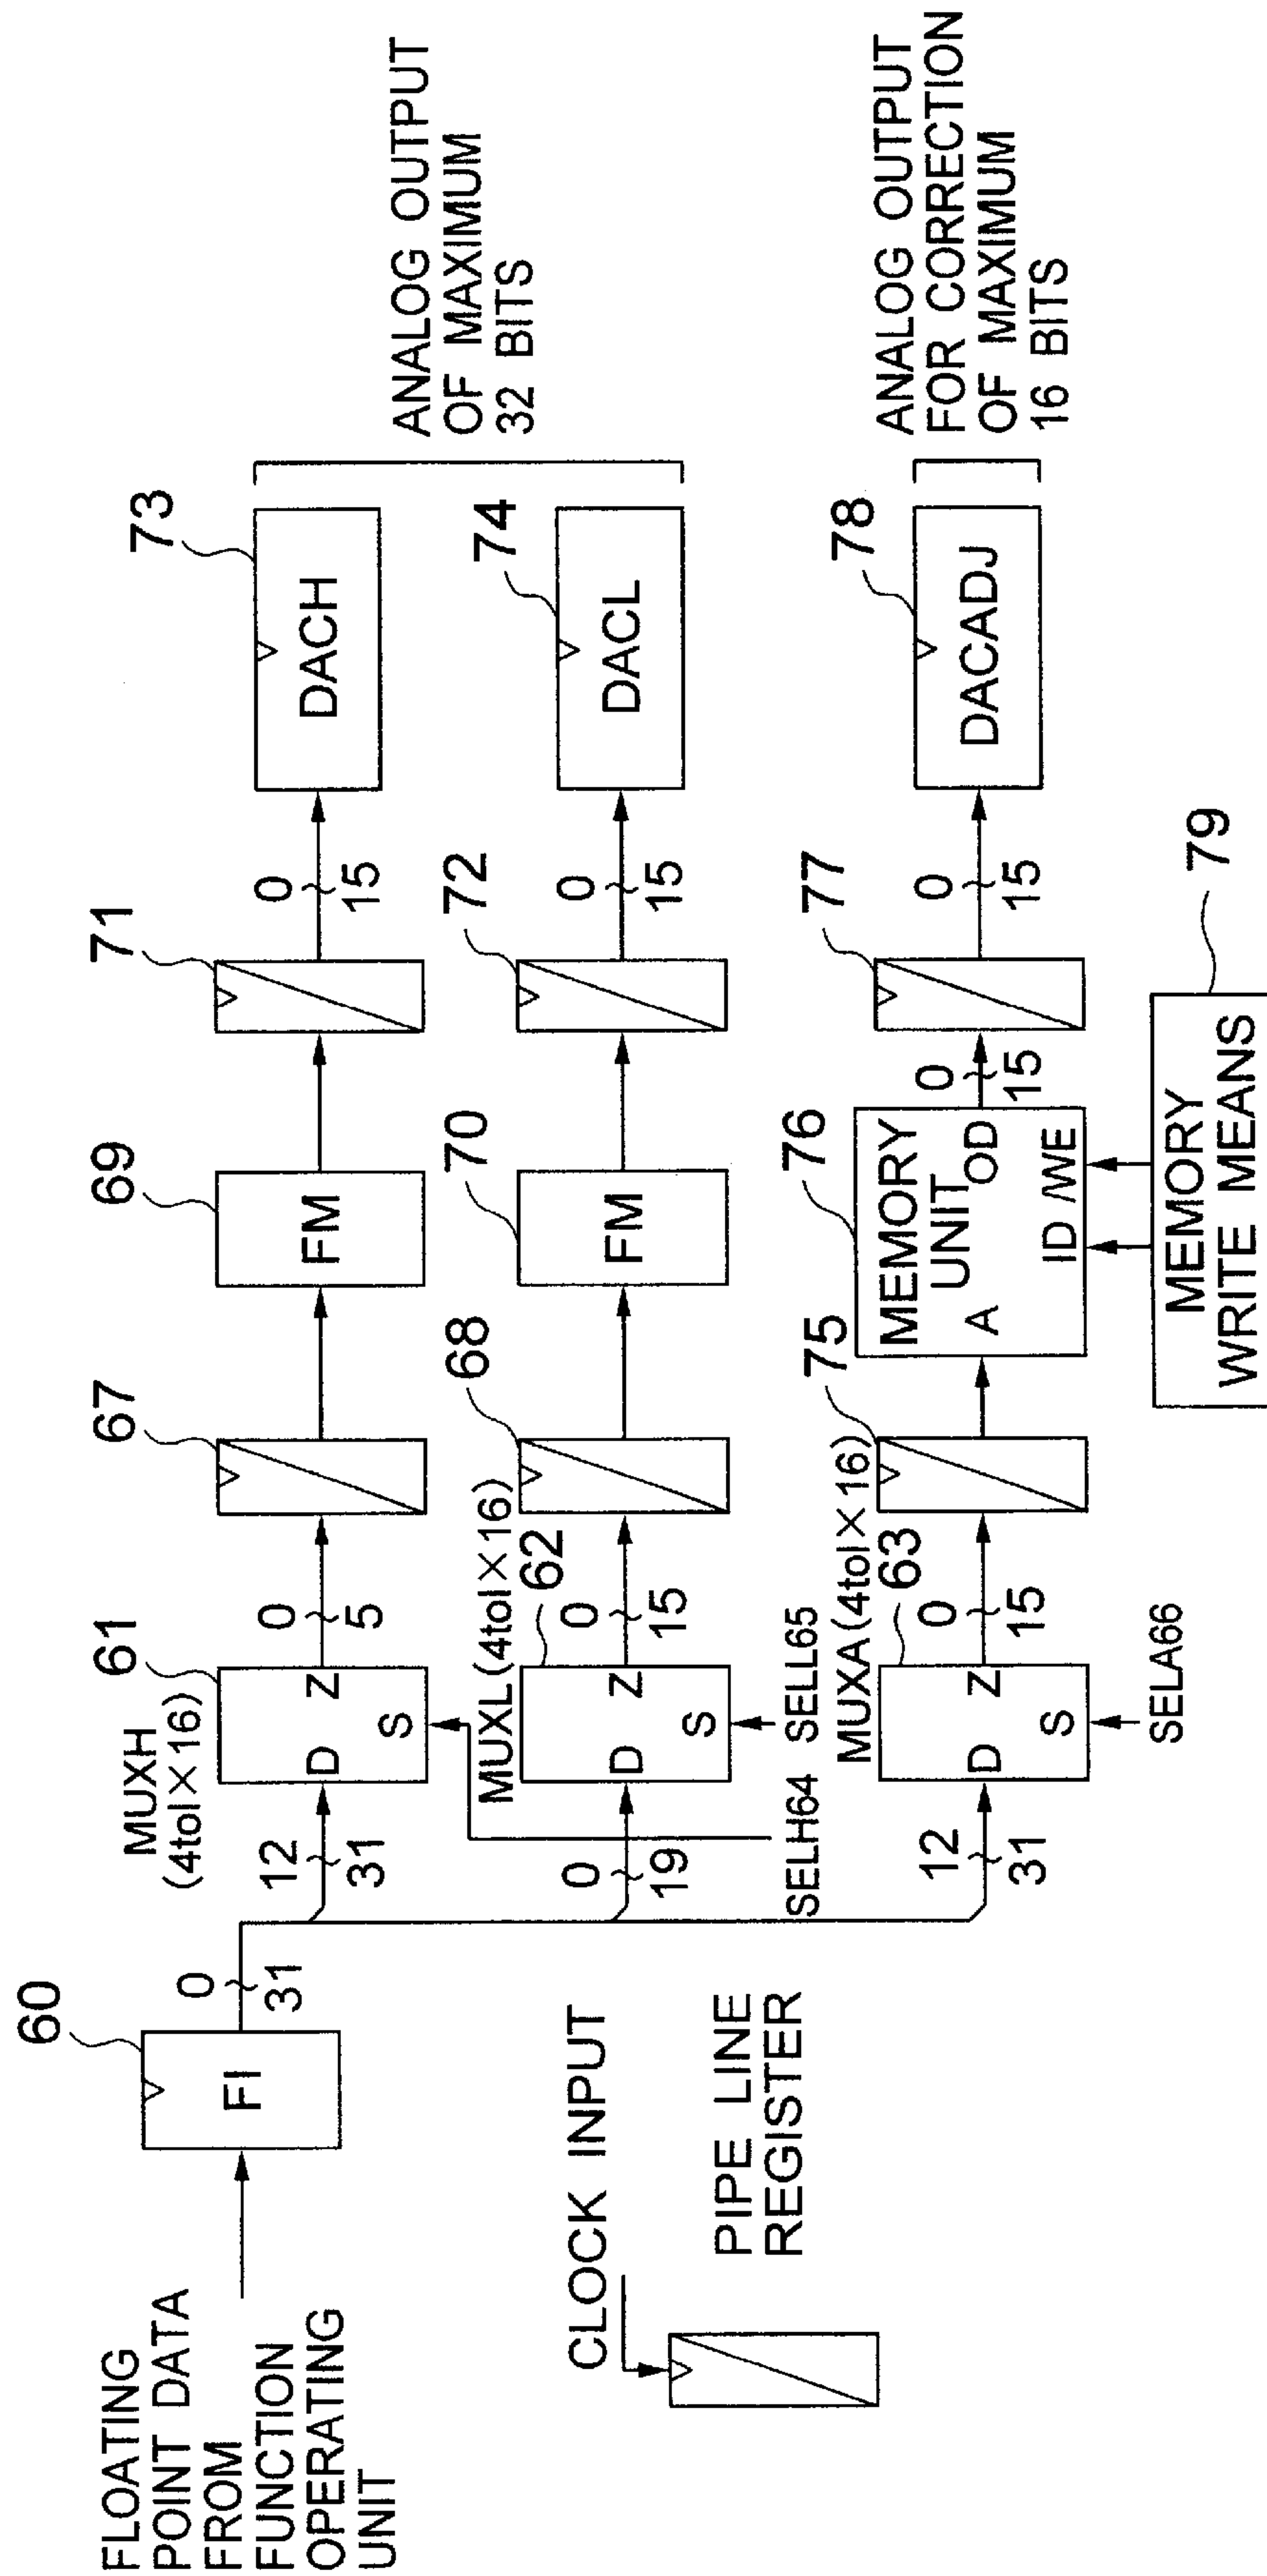 FLOATING
POINT DATA
FROM
FUNCTION
OPERATING
UNIT
60
FI
0
31
CLOCK INPUT
PIPE LINE
REGISTER
MUXH
(4tol×16)
61
12
31
D
Z
S
0
5
67
69
FM
71
0
15
73
DACH
SELH64
MUXL(4tol×16)
62
0
19
D
Z
S
SELL65
0
15
68
70
FM
72
0
15
74
DACL
ANALOG OUTPUT
OF MAXIMUM
32 BITS
MUXA(4tol×16)
63
12
31
D
Z
S
SELA66
0
15
75
76
MEMORY
UNIT
A
OD
ID
/WE
0
15
77
0
15
78
DACADJ
ANALOG OUTPUT
FOR CORRECTION
OF MAXIMUM
16 BITS
79
MEMORY
WRITE MEANS